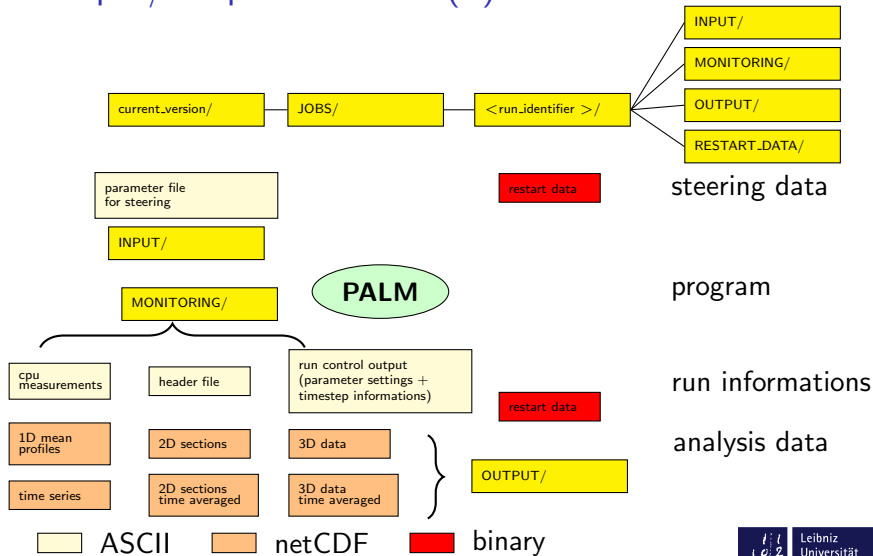 INPUT/
MONITORING/
current_version/ JOBS/ <run_identifier >/ OUTPUT/
RESTART_DATA/
parameter file
for steering
restart data
steering data
INPUT/
MONITORING/
PALM
program
cpu
measurements
header file
run control output
(parameter settings +
timestep informations)
restart data
run informations
1D mean
profiles
2D sections
3D data
analysis data
time series
2D sections
time averaged
3D data
time averaged
OUTPUT/
ASCII netCDF binary
Leibniz
Universität